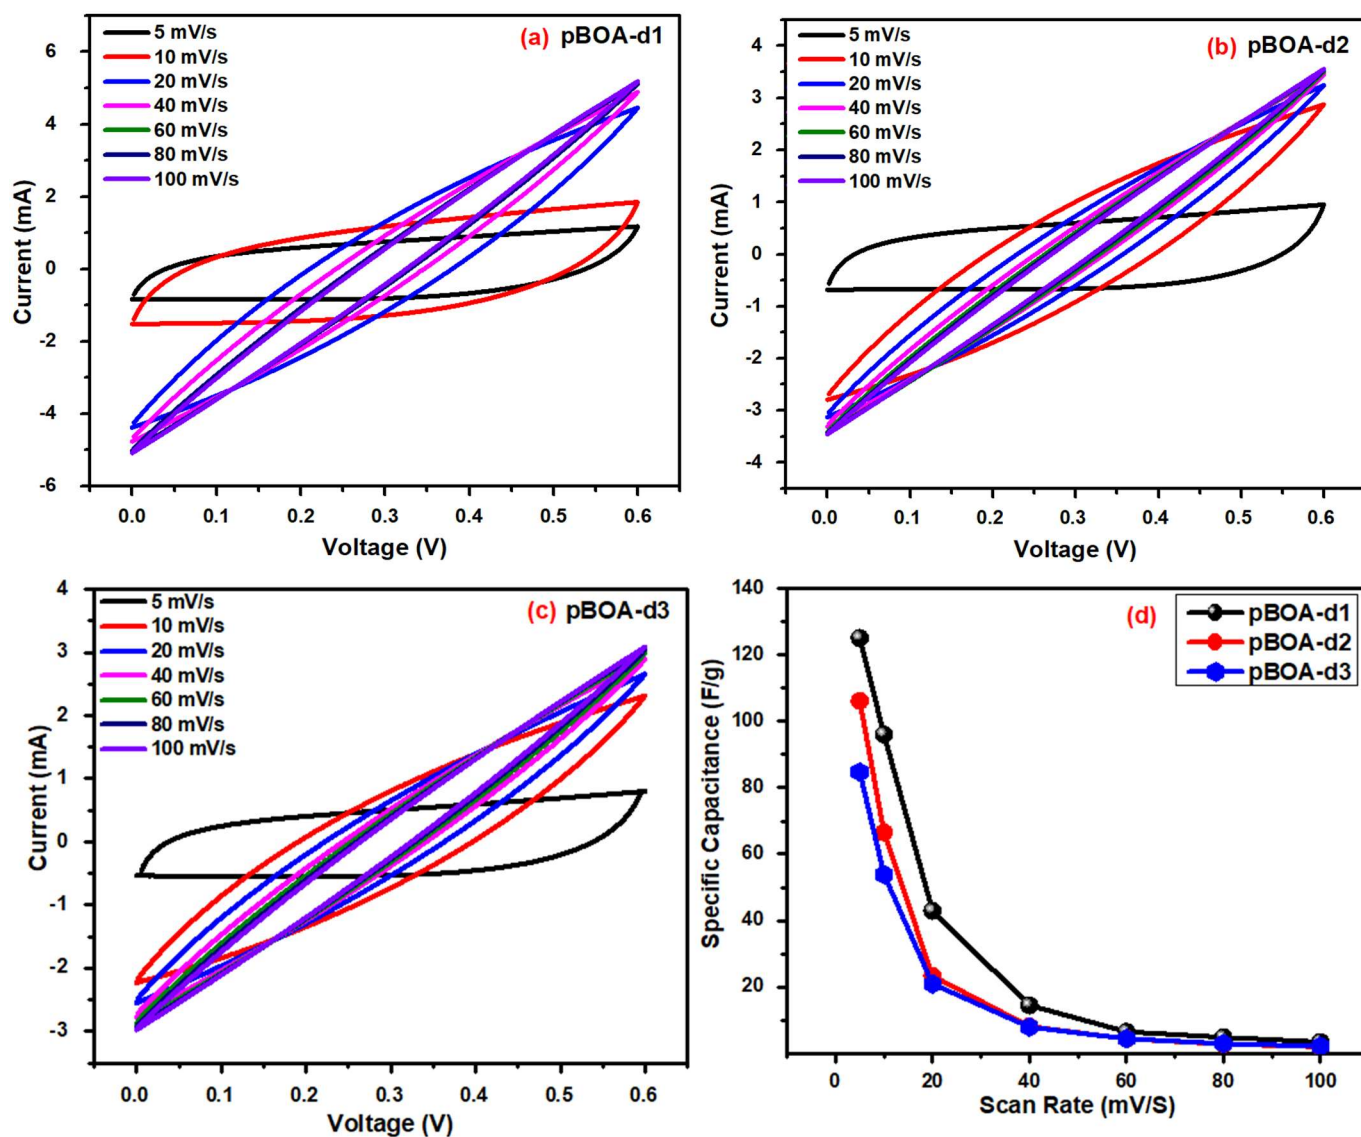 (a) pBOA-d1
5 mV/s
10 mV/s
20 mV/s
40 mV/s
60 mV/s
80 mV/s
100 mV/s
6
4
2
0
-2
-4
-6
Current (mA)
0.0 0.1 0.2 0.3 0.4 0.5 0.6
Voltage (V)
(b) pBOA-d2
5 mV/s
10 mV/s
20 mV/s
40 mV/s
60 mV/s
80 mV/s
100 mV/s
4
3
2
1
0
-1
-2
-3
-4
Current (mA)
0.0 0.1 0.2 0.3 0.4 0.5 0.6
Voltage (V)
(c) pBOA-d3
5 mV/s
10 mV/s
20 mV/s
40 mV/s
60 mV/s
80 mV/s
100 mV/s
4
3
2
1
0
-1
-2
-3
Current (mA)
0.0 0.1 0.2 0.3 0.4 0.5 0.6
Voltage (V)
(d)
pBOA-d1
pBOA-d2
pBOA-d3
140
120
100
80
60
40
20
Specific Capacitance (F/g)
0 20 40 60 80 100
Scan Rate (mV/S)